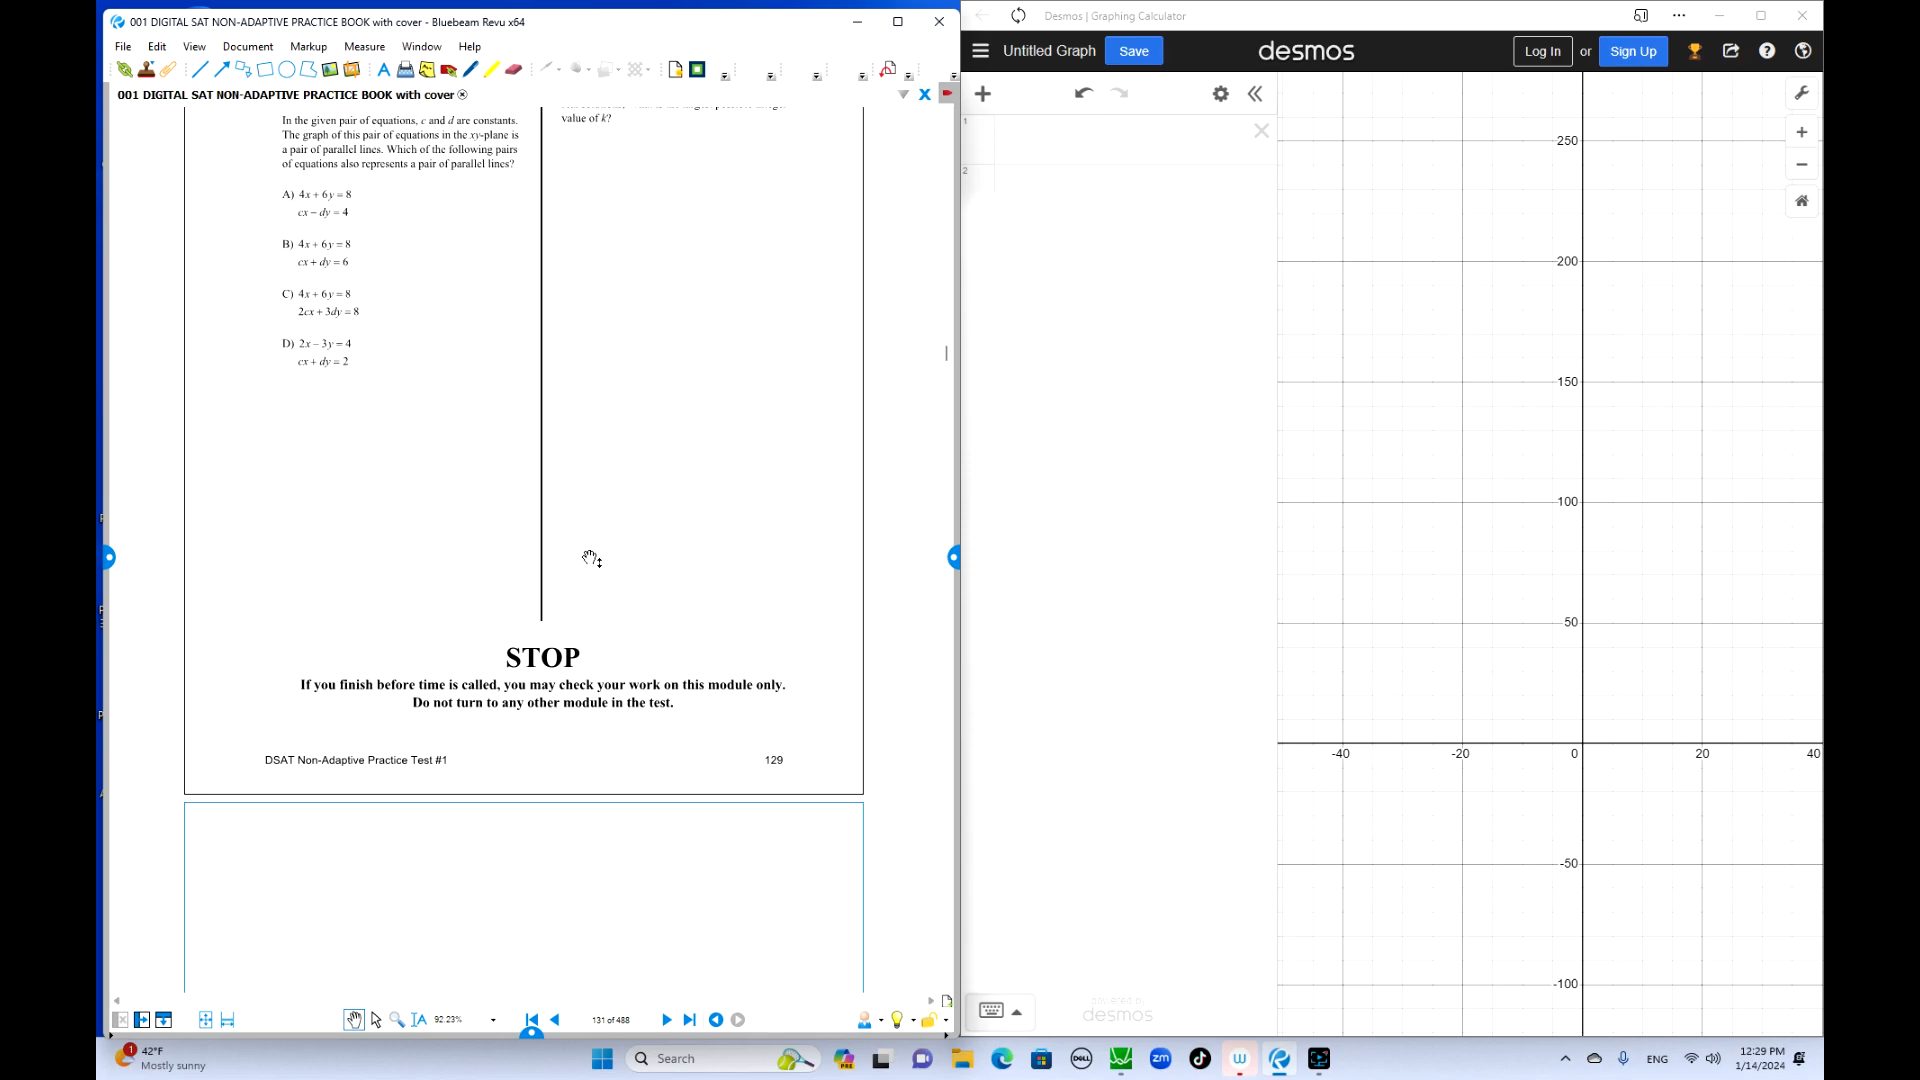 001 DIGITAL SAT NON-ADAPTIVE PRACTICE BOOK with cover - Bluebeam Revu x64
File Edit View Document Markup Measure Window Help
001 DIGITAL SAT NON-ADAPTIVE PRACTICE BOOK with cover
In the given pair of equations, c and d are constants.
The graph of this pair of equations in the xy-plane is
a pair of parallel lines. Which of the following pairs
of equations also represents a pair of parallel lines?
A) 4x + 6y = 8
cx – dy = 4
B) 4x + 6y = 8
cx + dy = 6
C) 4x + 6y = 8
2cx + 3dy = 8
D) 2x – 3y = 4
cx + dy = 2
value of k?
STOP
If you finish before time is called, you may check your work on this module only.
Do not turn to any other module in the test.
DSAT Non-Adaptive Practice Test #1 129
92.23% 131 of 488
Desmos | Graphing Calculator
Untitled Graph Save desmos Log In or Sign Up
1
2
250
200
150
100
50
-40 -20 0 20 40
-50
-100
powered by
desmos
1
42°F
Mostly sunny
Search
PRE
DELL
zm
W
ENG
12:29 PM
1/14/2024